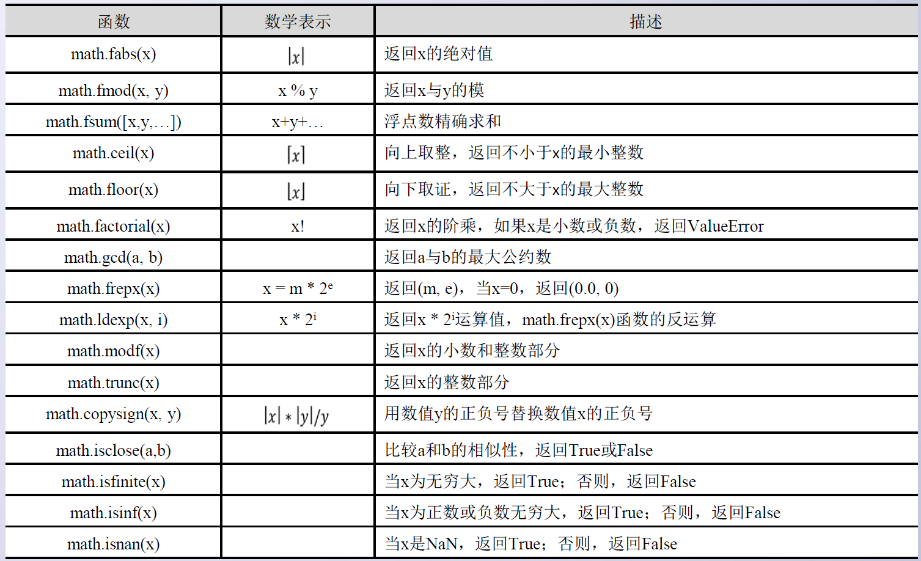 函数 数学表示 描述
math.fabs(x) |x| 返回x的绝对值
math.fmod(x, y) x % y 返回x与y的模
math.fsum([x,y,…]) x+y+… 浮点数精确求和
math.ceil(x) ⌈x⌉ 向上取整，返回不小于x的最小整数
math.floor(x) ⌊x⌋ 向下取证，返回不大于x的最大整数
math.factorial(x) x! 返回x的阶乘，如果x是小数或负数，返回ValueError
math.gcd(a, b) 返回a与b的最大公约数
math.frepx(x) x = m * 2ᵉ 返回(m, e)，当x=0，返回(0.0, 0)
math.ldexp(x, i) x * 2ⁱ 返回x * 2ⁱ运算值，math.frepx(x)函数的反运算
math.modf(x) 返回x的小数和整数部分
math.trunc(x) 返回x的整数部分
math.copysign(x, y) |x| * |y|/y 用数值y的正负号替换数值x的正负号
math.isclose(a,b) 比较a和b的相似性，返回True或False
math.isfinite(x) 当x为无穷大，返回True；否则，返回False
math.isinf(x) 当x为正数或负数无穷大，返回True；否则，返回False
math.isnan(x) 当x是NaN，返回True；否则，返回False